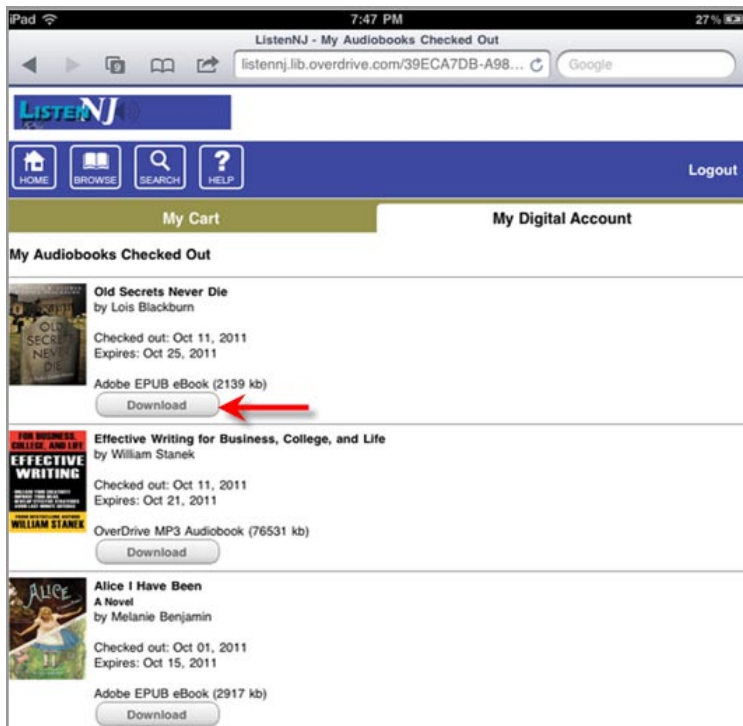 iPad 7:47 PM 27%
ListenNJ - My Audiobooks Checked Out
listennj.lib.overdrive.com/39ECA7DB-A98... Google
LISTENNJ
HOME BROWSE SEARCH HELP Logout
My Cart My Digital Account
My Audiobooks Checked Out
OLD
SECRETS
NEVER
DIE
Old Secrets Never Die
by Lois Blackburn
Checked out: Oct 11, 2011
Expires: Oct 25, 2011
Adobe EPUB eBook (2139 kb)
Download
FOR BUSINESS,
COLLEGE, AND LIFE
EFFECTIVE
WRITING
WILLIAM STANEK
Effective Writing for Business, College, and Life
by William Stanek
Checked out: Oct 11, 2011
Expires: Oct 21, 2011
OverDrive MP3 Audiobook (76531 kb)
Download
ALICE
Alice I Have Been
A Novel
by Melanie Benjamin
Checked out: Oct 01, 2011
Expires: Oct 15, 2011
Adobe EPUB eBook (2917 kb)
Download